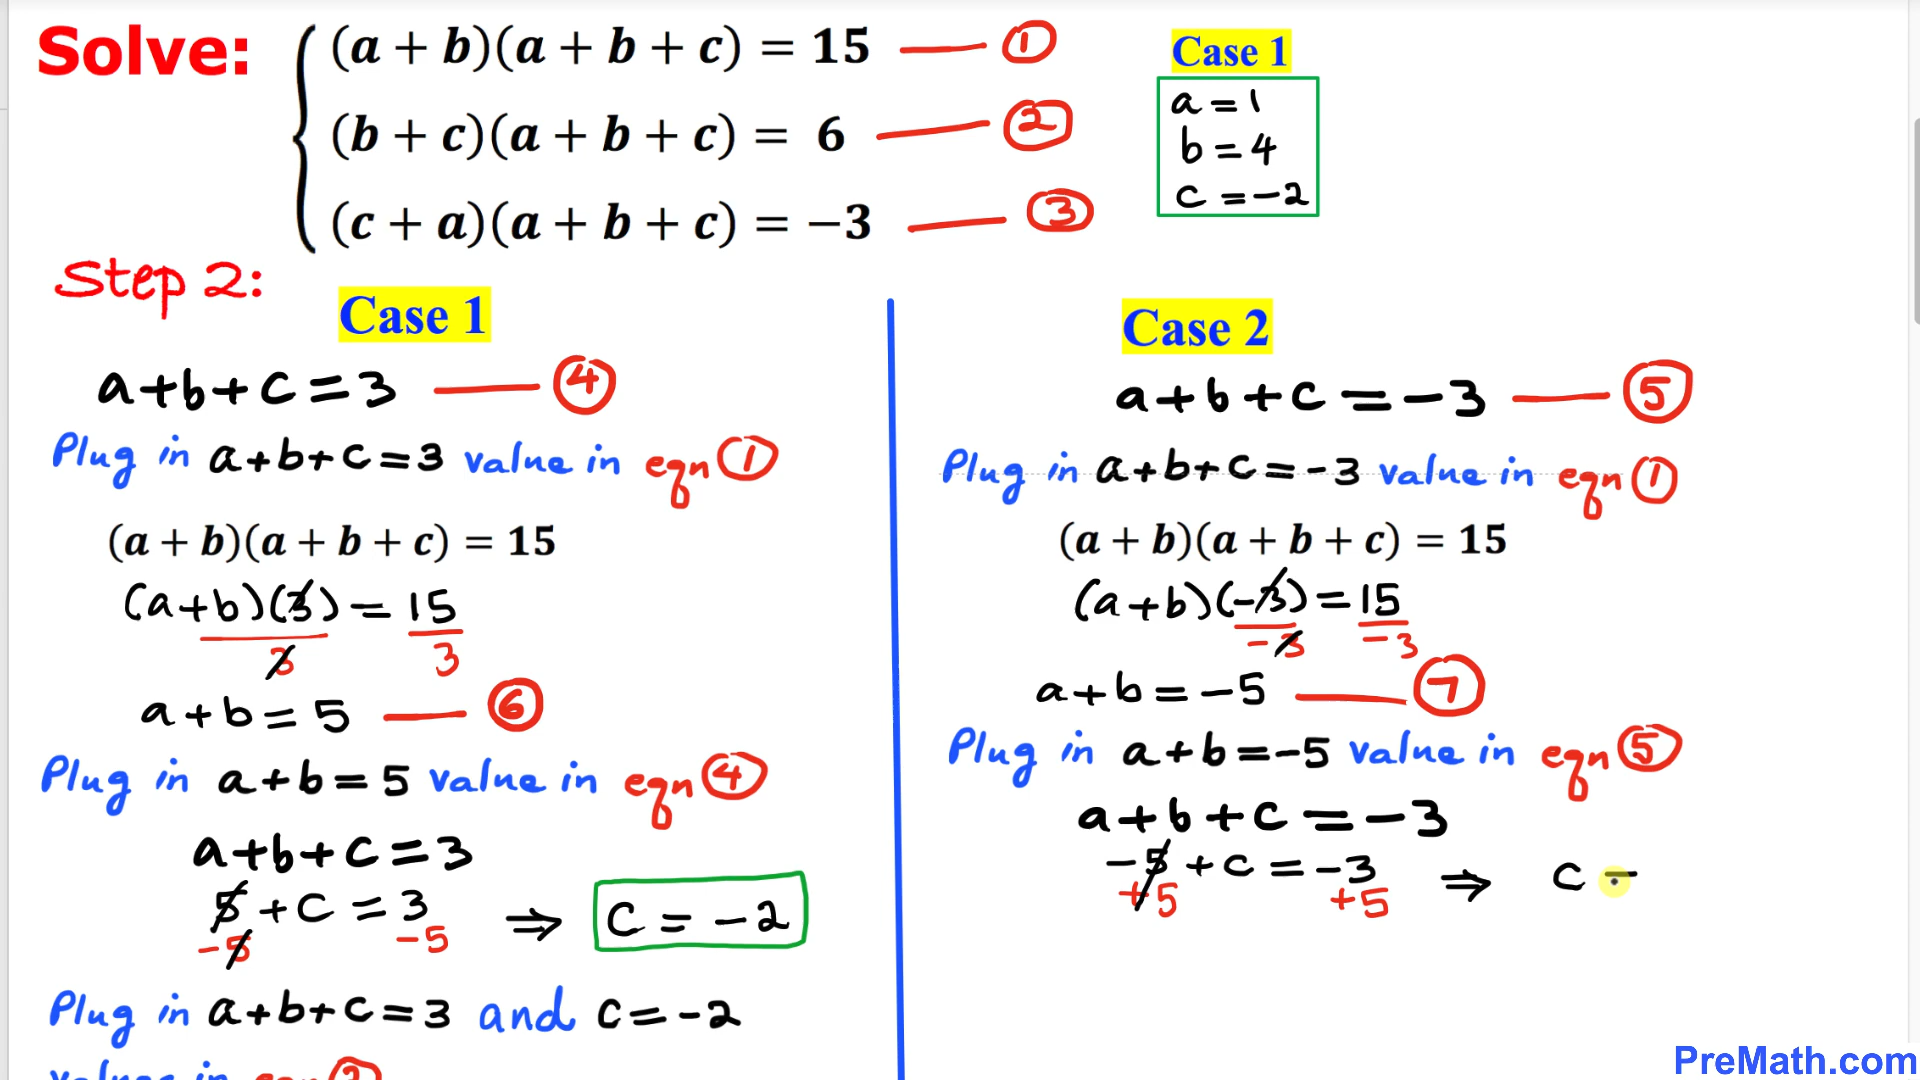 Solve:
(a + b)(a + b + c) = 15 —— ①
(b + c)(a + b + c) = 6 —— ②
(c + a)(a + b + c) = −3 —— ③
Case 1
a = 1
b = 4
c = −2
Step 2:
Case 1
a+b+c = 3 —— ④
Plug in a+b+c = 3 value in eqn ①
(a + b)(a + b + c) = 15
(a+b)(3) = 15
3 3
a+b = 5 —— ⑥
Plug in a+b = 5 value in eqn ④
a+b+c = 3
5 + c = 3 ⇒ c = −2
−5 −5
Plug in a+b+c = 3 and c = −2
Case 2
a+b+c = −3 —— ⑤
Plug in a+b+c = −3 value in eqn ①
(a + b)(a + b + c) = 15
(a+b)(−3) = 15
−3 −3
a+b = −5 —— ⑦
Plug in a+b = −5 value in eqn ⑤
a+b+c = −3
−5 + c = −3 ⇒ c =
+5 +5
PreMath.com